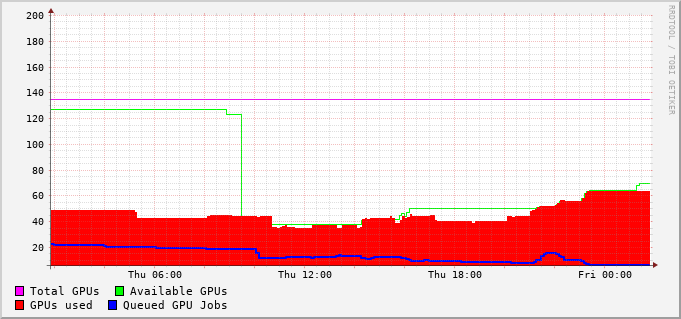 200
180
160
140
120
100
80
60
40
20
Thu 06:00 Thu 12:00 Thu 18:00 Fri 00:00
Total GPUs Available GPUs
GPUs used Queued GPU Jobs
RRDTOOL / TOBI OETIKER